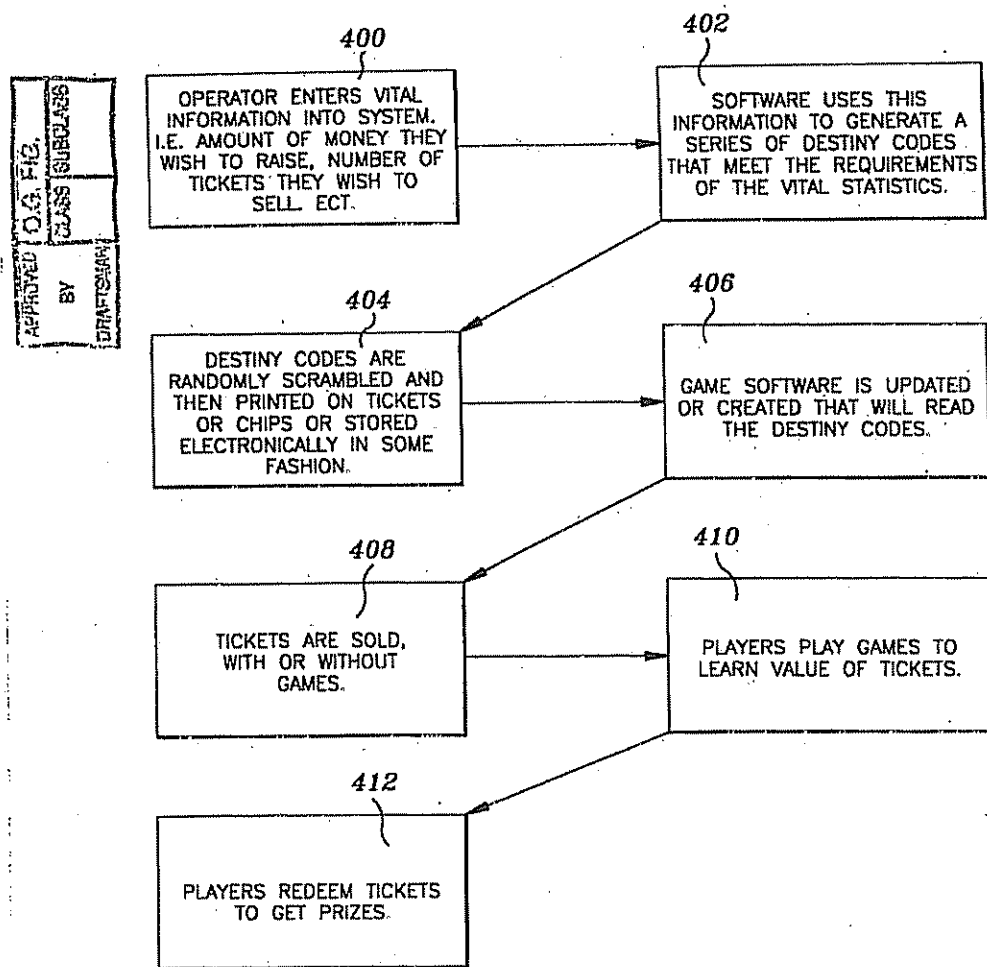 400
OPERATOR ENTERS VITAL
INFORMATION INTO SYSTEM.
I.E. AMOUNT OF MONEY THEY
WISH TO RAISE, NUMBER OF
TICKETS THEY WISH TO
SELL. ECT.
402
SOFTWARE USES THIS
INFORMATION TO GENERATE A
SERIES OF DESTINY CODES
THAT MEET THE REQUIREMENTS
OF THE VITAL STATISTICS.
APPROVED
O.G. FIG.
BY
CLASS
SUBCLASS
DRAFTSMAN
404
DESTINY CODES ARE
RANDOMLY SCRAMBLED AND
THEN PRINTED ON TICKETS
OR CHIPS OR STORED
ELECTRONICALLY IN SOME
FASHION.
406
GAME SOFTWARE IS UPDATED
OR CREATED THAT WILL READ
THE DESTINY CODES.
408
TICKETS ARE SOLD,
WITH OR WITHOUT
GAMES.
410
PLAYERS PLAY GAMES TO
LEARN VALUE OF TICKETS.
412
PLAYERS REDEEM TICKETS
TO GET PRIZES.